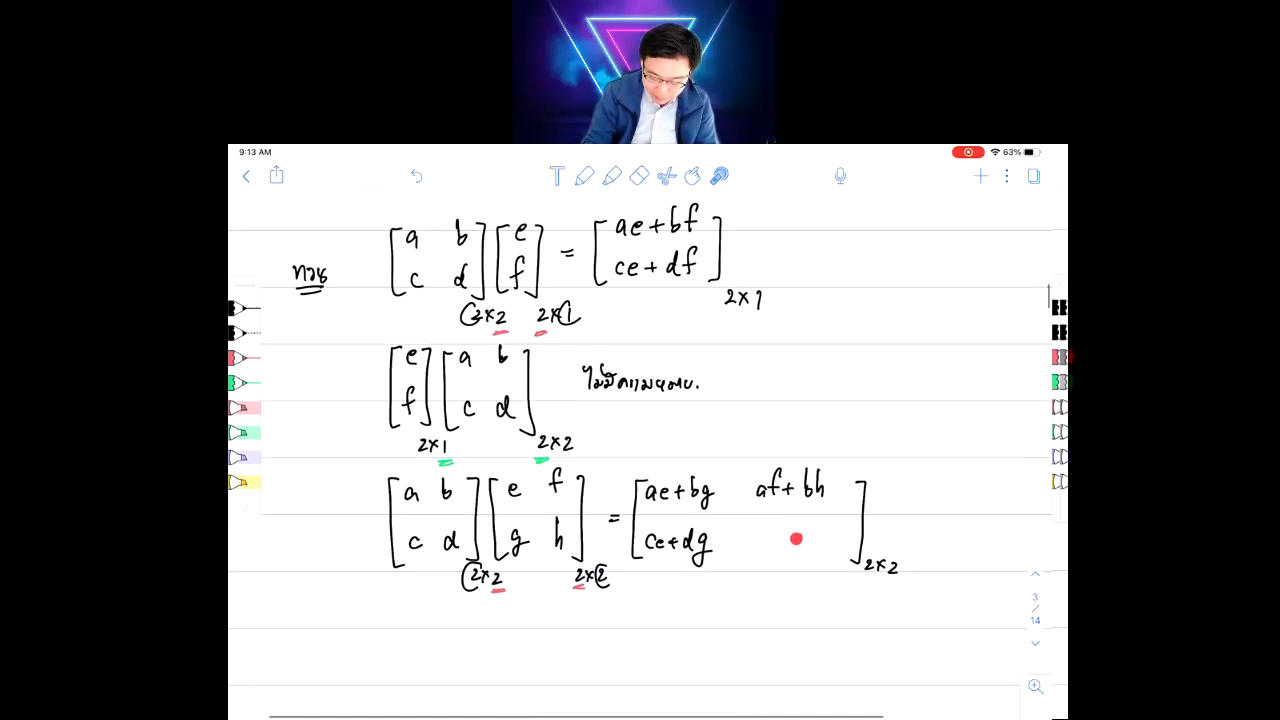 9:13 AM
63%
T
ทวน [a b c d] [e f] = [ae+bf ce+df]
2×2 2×1 2×1
[e f] [a b c d] ไม่มีความหมาย.
2×1 2×2
[a b c d] [e f g h] = [ae+bg af+bh ce+dg]
2×2 2×2 2×2
3
/
14